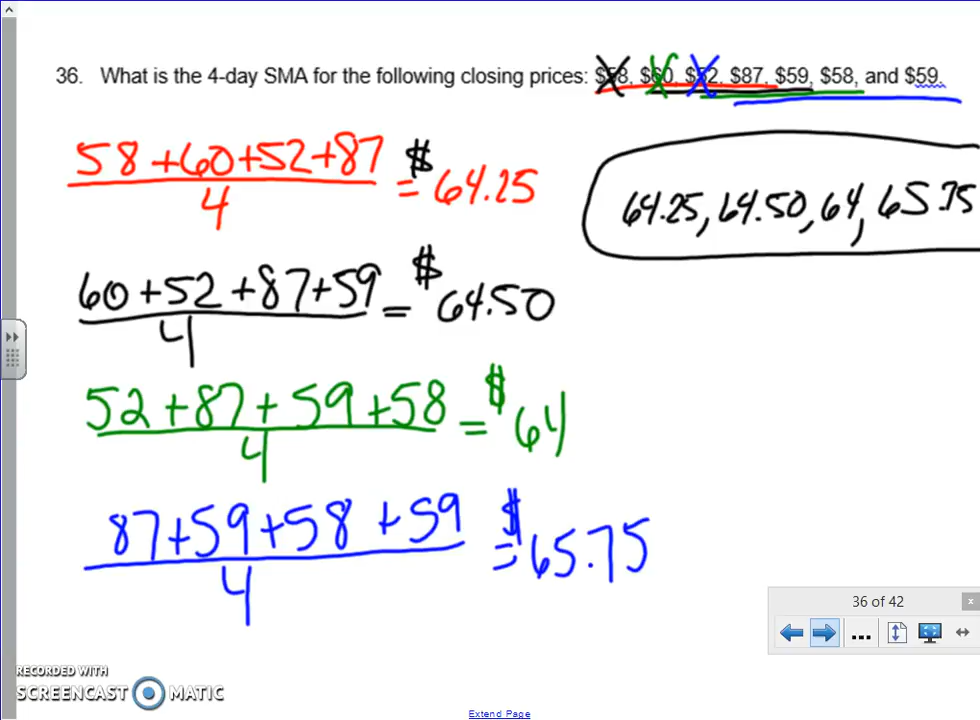 36. What is the 4-day SMA for the following closing prices: $58, $60, $52, $87, $59, $58, and $59.
58+60+52+87
4
= $64.25
64.25, 64.50, 64, 65.75
60+52+87+59
4
= $64.50
52+87+59+58
4
= $64
87+59+58+59
4
= $65.75
36 of 42
RECORDED WITH
SCREENCAST MATIC
Extend Page